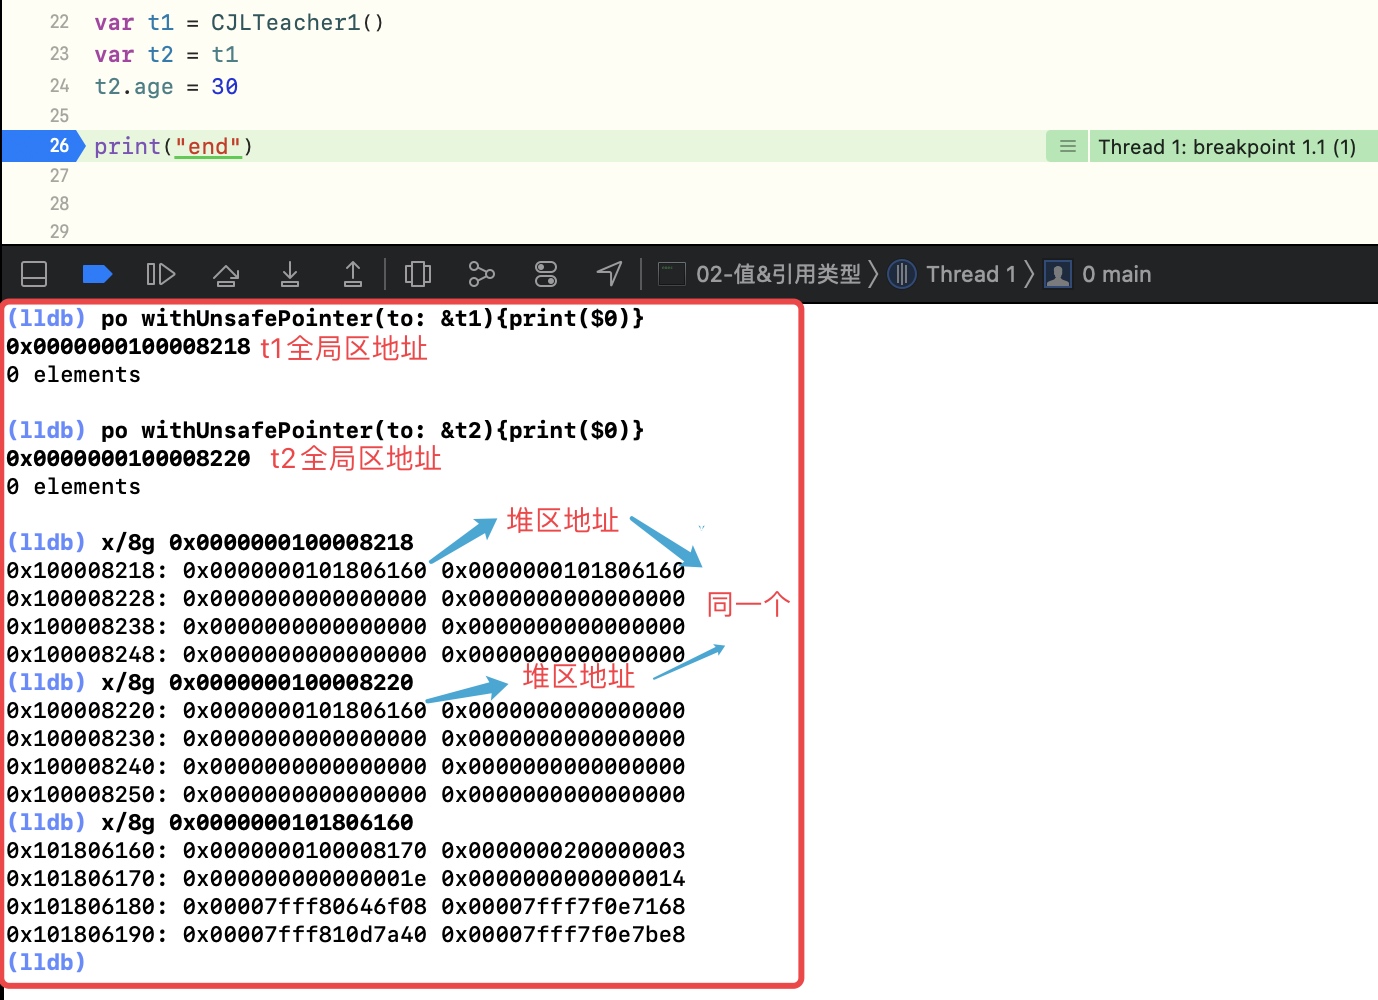 22 var t1 = CJLTeacher1()
23 var t2 = t1
24 t2.age = 30
25
26 print("end") Thread 1: breakpoint 1.1 (1)
27
28
29
02-值&引用类型 〉 Thread 1 〉 0 main
(lldb) po withUnsafePointer(to: &t1){print($0)}
0x0000000100008218 t1全局区地址
0 elements
(lldb) po withUnsafePointer(to: &t2){print($0)}
0x0000000100008220 t2全局区地址
0 elements
堆区地址
(lldb) x/8g 0x0000000100008218
0x100008218: 0x0000000101806160 0x0000000101806160
0x100008228: 0x0000000000000000 0x0000000000000000 同一个
0x100008238: 0x0000000000000000 0x0000000000000000
0x100008248: 0x0000000000000000 0x0000000000000000
(lldb) x/8g 0x0000000100008220 堆区地址
0x100008220: 0x0000000101806160 0x0000000000000000
0x100008230: 0x0000000000000000 0x0000000000000000
0x100008240: 0x0000000000000000 0x0000000000000000
0x100008250: 0x0000000000000000 0x0000000000000000
(lldb) x/8g 0x0000000101806160
0x101806160: 0x0000000100008170 0x0000000200000003
0x101806170: 0x000000000000001e 0x0000000000000014
0x101806180: 0x00007fff80646f08 0x00007fff7f0e7168
0x101806190: 0x00007fff810d7a40 0x00007fff7f0e7be8
(lldb)